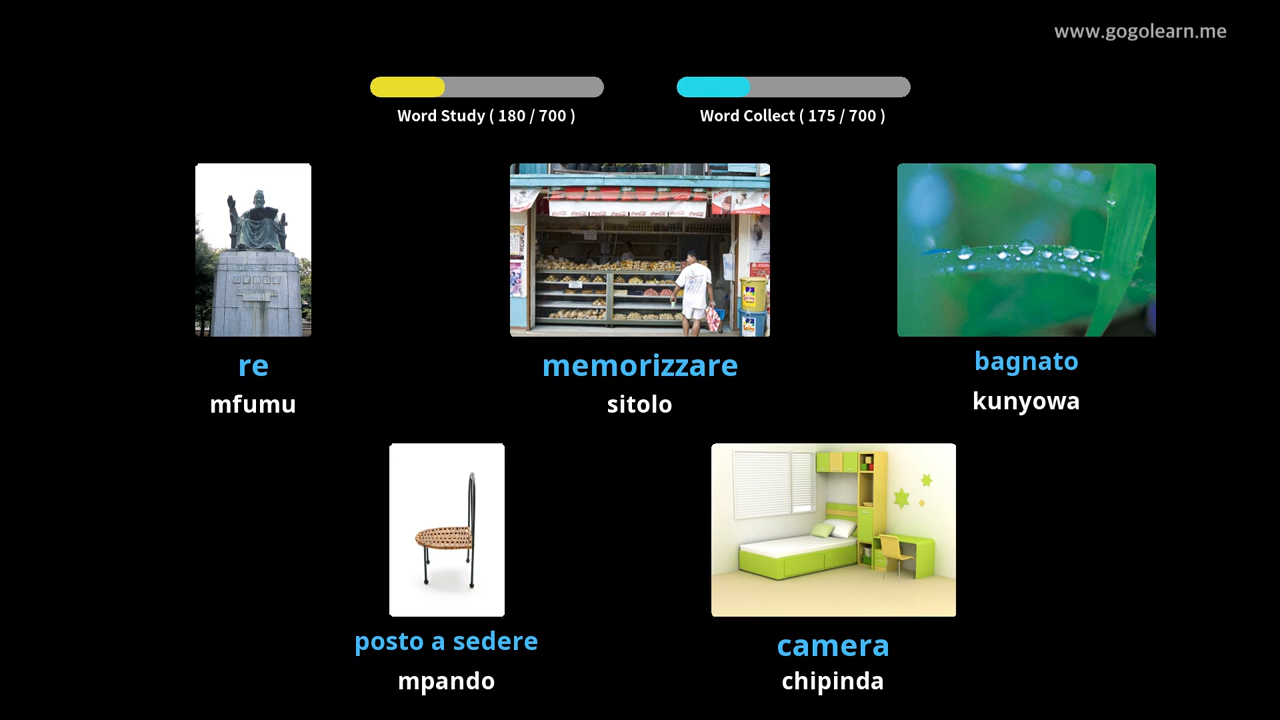 www.gogolearn.me
Word Study ( 180 / 700 )
Word Collect ( 175 / 700 )
re
mfumu
memorizzare
sitolo
bagnato
kunyowa
posto a sedere
mpando
camera
chipinda